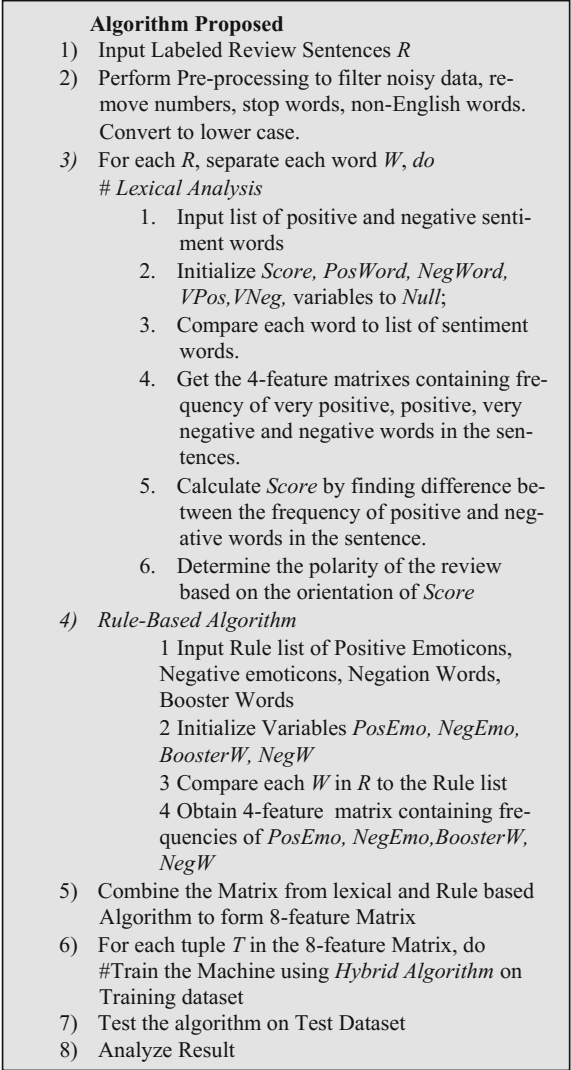 Algorithm Proposed
1) Input Labeled Review Sentences R
2) Perform Pre-processing to filter noisy data, re-
move numbers, stop words, non-English words.
Convert to lower case.
3) For each R, separate each word W, do
# Lexical Analysis
1. Input list of positive and negative senti-
ment words
2. Initialize Score, PosWord, NegWord,
VPos,VNeg, variables to Null;
3. Compare each word to list of sentiment
words.
4. Get the 4-feature matrixes containing fre-
quency of very positive, positive, very
negative and negative words in the sen-
tences.
5. Calculate Score by finding difference be-
tween the frequency of positive and neg-
ative words in the sentence.
6. Determine the polarity of the review
based on the orientation of Score
4) Rule-Based Algorithm
1 Input Rule list of Positive Emoticons,
Negative emoticons, Negation Words,
Booster Words
2 Initialize Variables PosEmo, NegEmo,
BoosterW, NegW
3 Compare each W in R to the Rule list
4 Obtain 4-feature matrix containing fre-
quencies of PosEmo, NegEmo,BoosterW,
NegW
5) Combine the Matrix from lexical and Rule based
Algorithm to form 8-feature Matrix
6) For each tuple T in the 8-feature Matrix, do
#Train the Machine using Hybrid Algorithm on
Training dataset
7) Test the algorithm on Test Dataset
8) Analyze Result